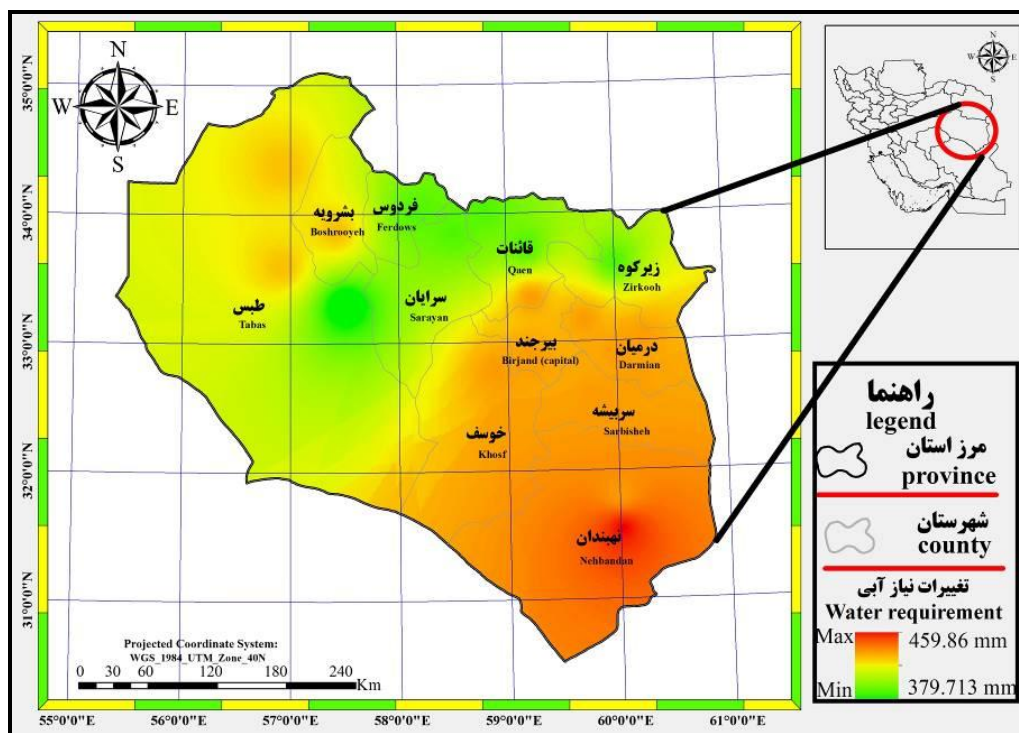 N
W E
S
35°0'0"N
34°0'0"N
33°0'0"N
32°0'0"N
31°0'0"N
بشرویه
Boshrooyeh
فردوس
Ferdows
قائنات
Qaen
زیرکوه
Zirkooh
طبس
Tabas
سرایان
Sarayan
بیرجند
Birjand (capital)
درمیان
Darmian
سربیشه
Sarbisheh
خوسف
Khosf
نهبندان
Nehbandan
Projected Coordinate System:
WGS_1984_UTM_Zone_40N
0 30 60 120 180 240
Km
55°0'0"E 56°0'0"E 57°0'0"E 58°0'0"E 59°0'0"E 60°0'0"E 61°0'0"E
N
W E
S
راهنما
legend
مرز استان
province
شهرستان
county
تغییرات نیاز آبی
Water requirement
Max 459.86 mm
Min 379.713 mm